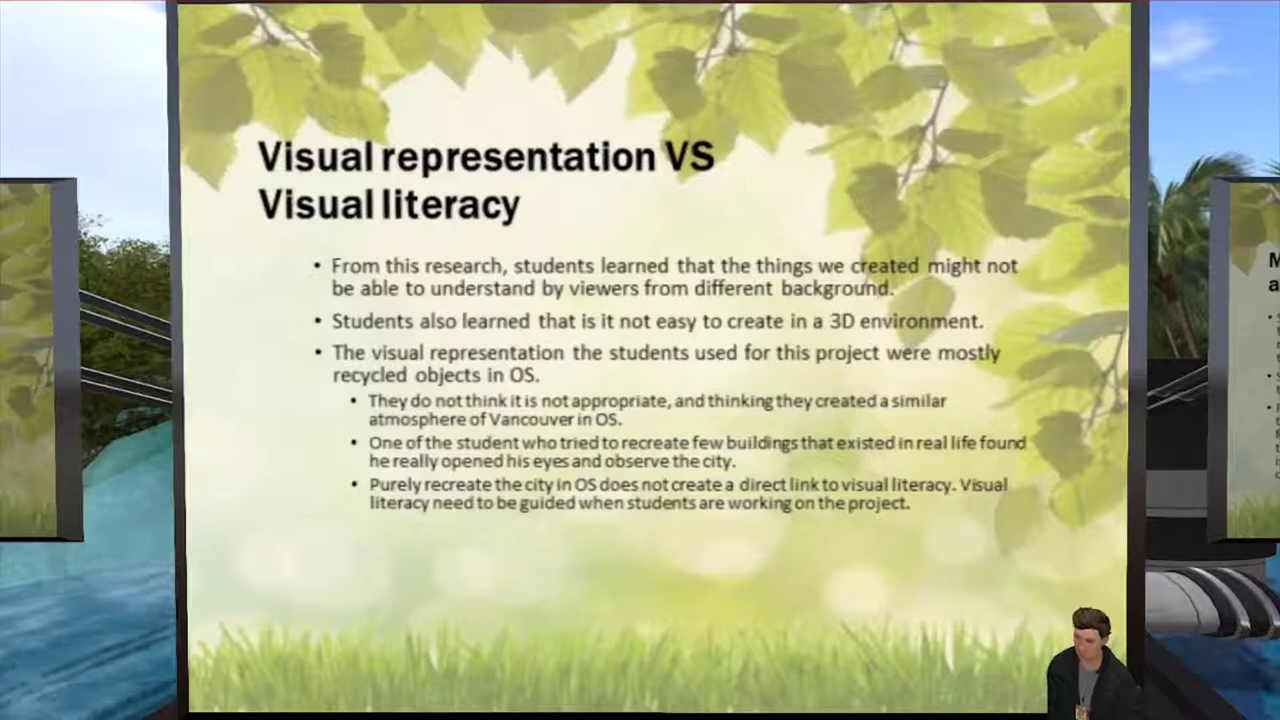 Visual representation VS
Visual literacy
• From this research, students learned that the things we created might not
be able to understand by viewers from different background.
• Students also learned that is it not easy to create in a 3D environment.
• The visual representation the students used for this project were mostly
recycled objects in OS.
• They do not think it is not appropriate, and thinking they created a similar
atmosphere of Vancouver in OS.
• One of the student who tried to recreate few buildings that existed in real life found
he really opened his eyes and observe the city.
• Purely recreate the city in OS does not create a direct link to visual literacy. Visual
literacy need to be guided when students are working on the project.
M
a